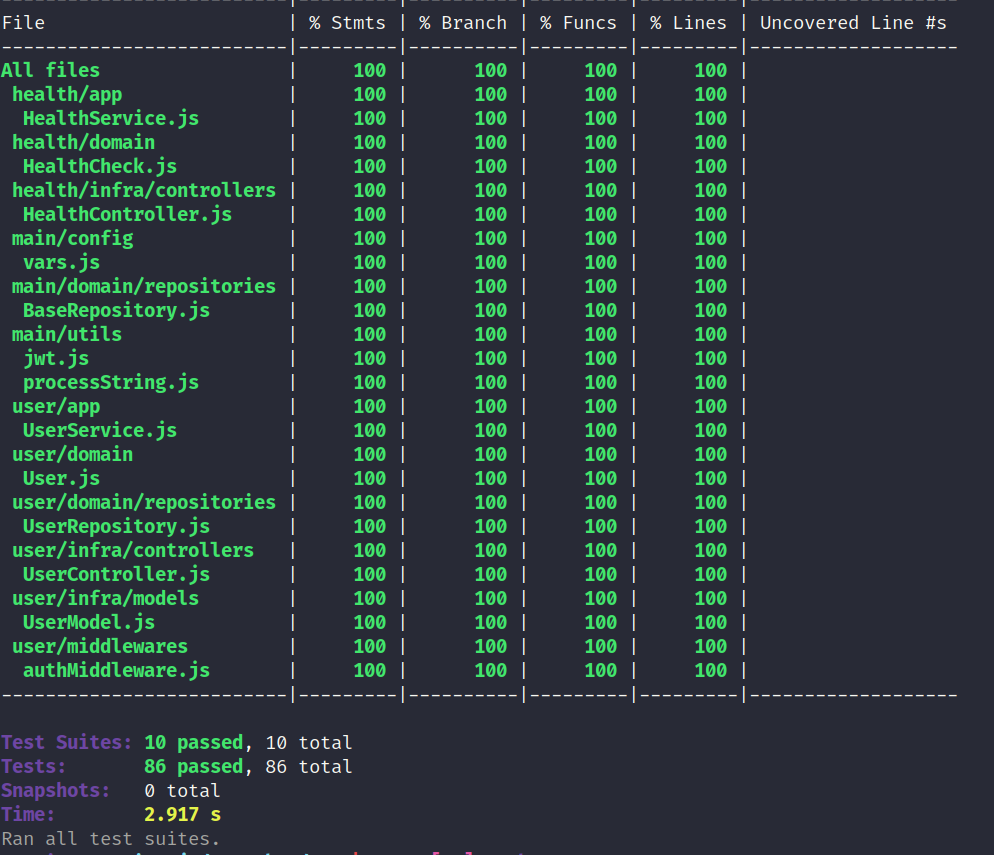 File | % Stmts | % Branch | % Funcs | % Lines | Uncovered Line #s
--------------------------|---------|----------|---------|---------|-------------------
All files | 100 | 100 | 100 | 100 |
health/app | 100 | 100 | 100 | 100 |
HealthService.js | 100 | 100 | 100 | 100 |
health/domain | 100 | 100 | 100 | 100 |
HealthCheck.js | 100 | 100 | 100 | 100 |
health/infra/controllers | 100 | 100 | 100 | 100 |
HealthController.js | 100 | 100 | 100 | 100 |
main/config | 100 | 100 | 100 | 100 |
vars.js | 100 | 100 | 100 | 100 |
main/domain/repositories | 100 | 100 | 100 | 100 |
BaseRepository.js | 100 | 100 | 100 | 100 |
main/utils | 100 | 100 | 100 | 100 |
jwt.js | 100 | 100 | 100 | 100 |
processString.js | 100 | 100 | 100 | 100 |
user/app | 100 | 100 | 100 | 100 |
UserService.js | 100 | 100 | 100 | 100 |
user/domain | 100 | 100 | 100 | 100 |
User.js | 100 | 100 | 100 | 100 |
user/domain/repositories | 100 | 100 | 100 | 100 |
UserRepository.js | 100 | 100 | 100 | 100 |
user/infra/controllers | 100 | 100 | 100 | 100 |
UserController.js | 100 | 100 | 100 | 100 |
user/infra/models | 100 | 100 | 100 | 100 |
UserModel.js | 100 | 100 | 100 | 100 |
user/middlewares | 100 | 100 | 100 | 100 |
authMiddleware.js | 100 | 100 | 100 | 100 |
--------------------------|---------|----------|---------|---------|-------------------
Test Suites: 10 passed, 10 total
Tests: 86 passed, 86 total
Snapshots: 0 total
Time: 2.917 s
Ran all test suites.